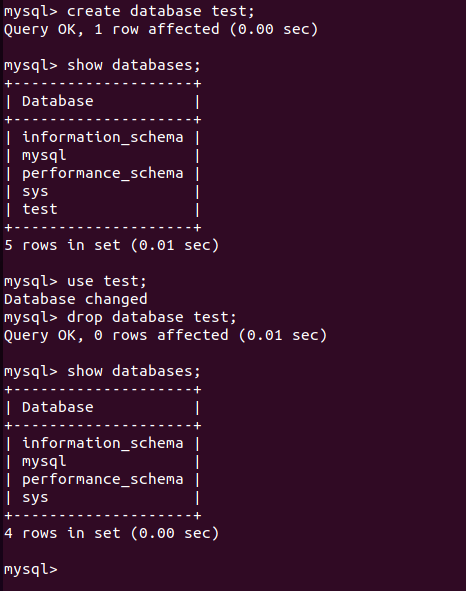 mysql> create database test;
Query OK, 1 row affected (0.00 sec)
mysql> show databases;
+--------------------+
| Database           |
+--------------------+
| information_schema |
| mysql              |
| performance_schema |
| sys                |
| test               |
+--------------------+
5 rows in set (0.01 sec)
mysql> use test;
Database changed
mysql> drop database test;
Query OK, 0 rows affected (0.01 sec)
mysql> show databases;
+--------------------+
| Database           |
+--------------------+
| information_schema |
| mysql              |
| performance_schema |
| sys                |
+--------------------+
4 rows in set (0.00 sec)
mysql>